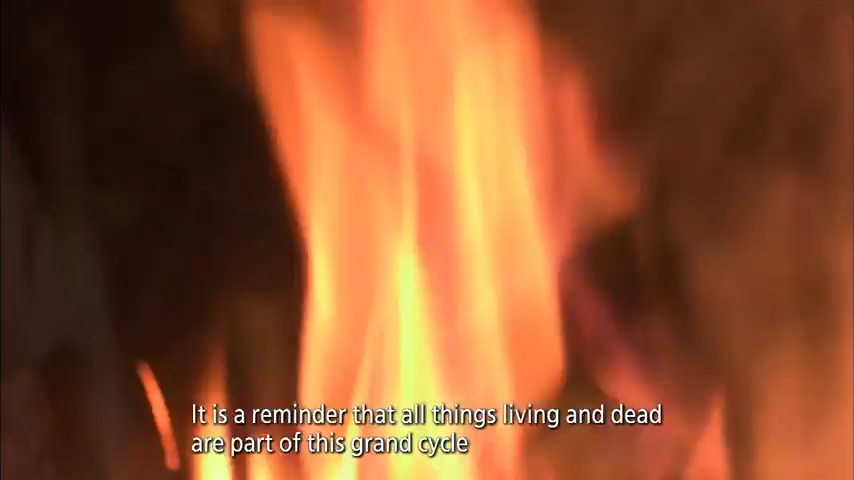 It is a reminder that all things living and dead
are part of this grand cycle